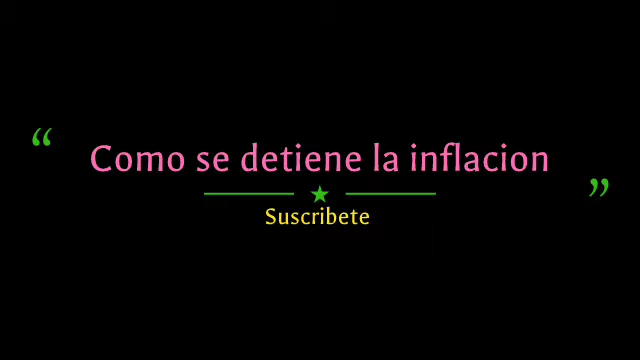 “ Como se detiene la inflacion ”
Suscribete